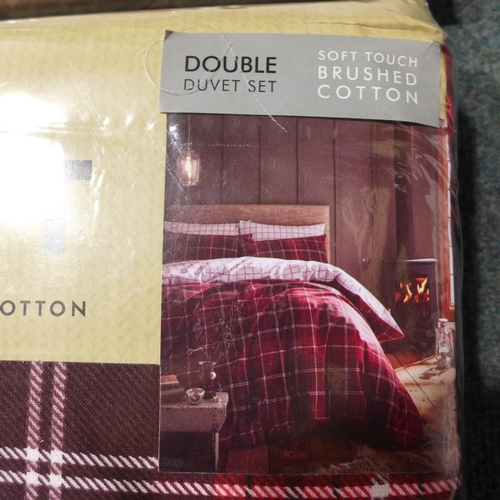 DOUBLE
DUVET SET
SOFT TOUCH
BRUSHED
COTTON
T
OTTON